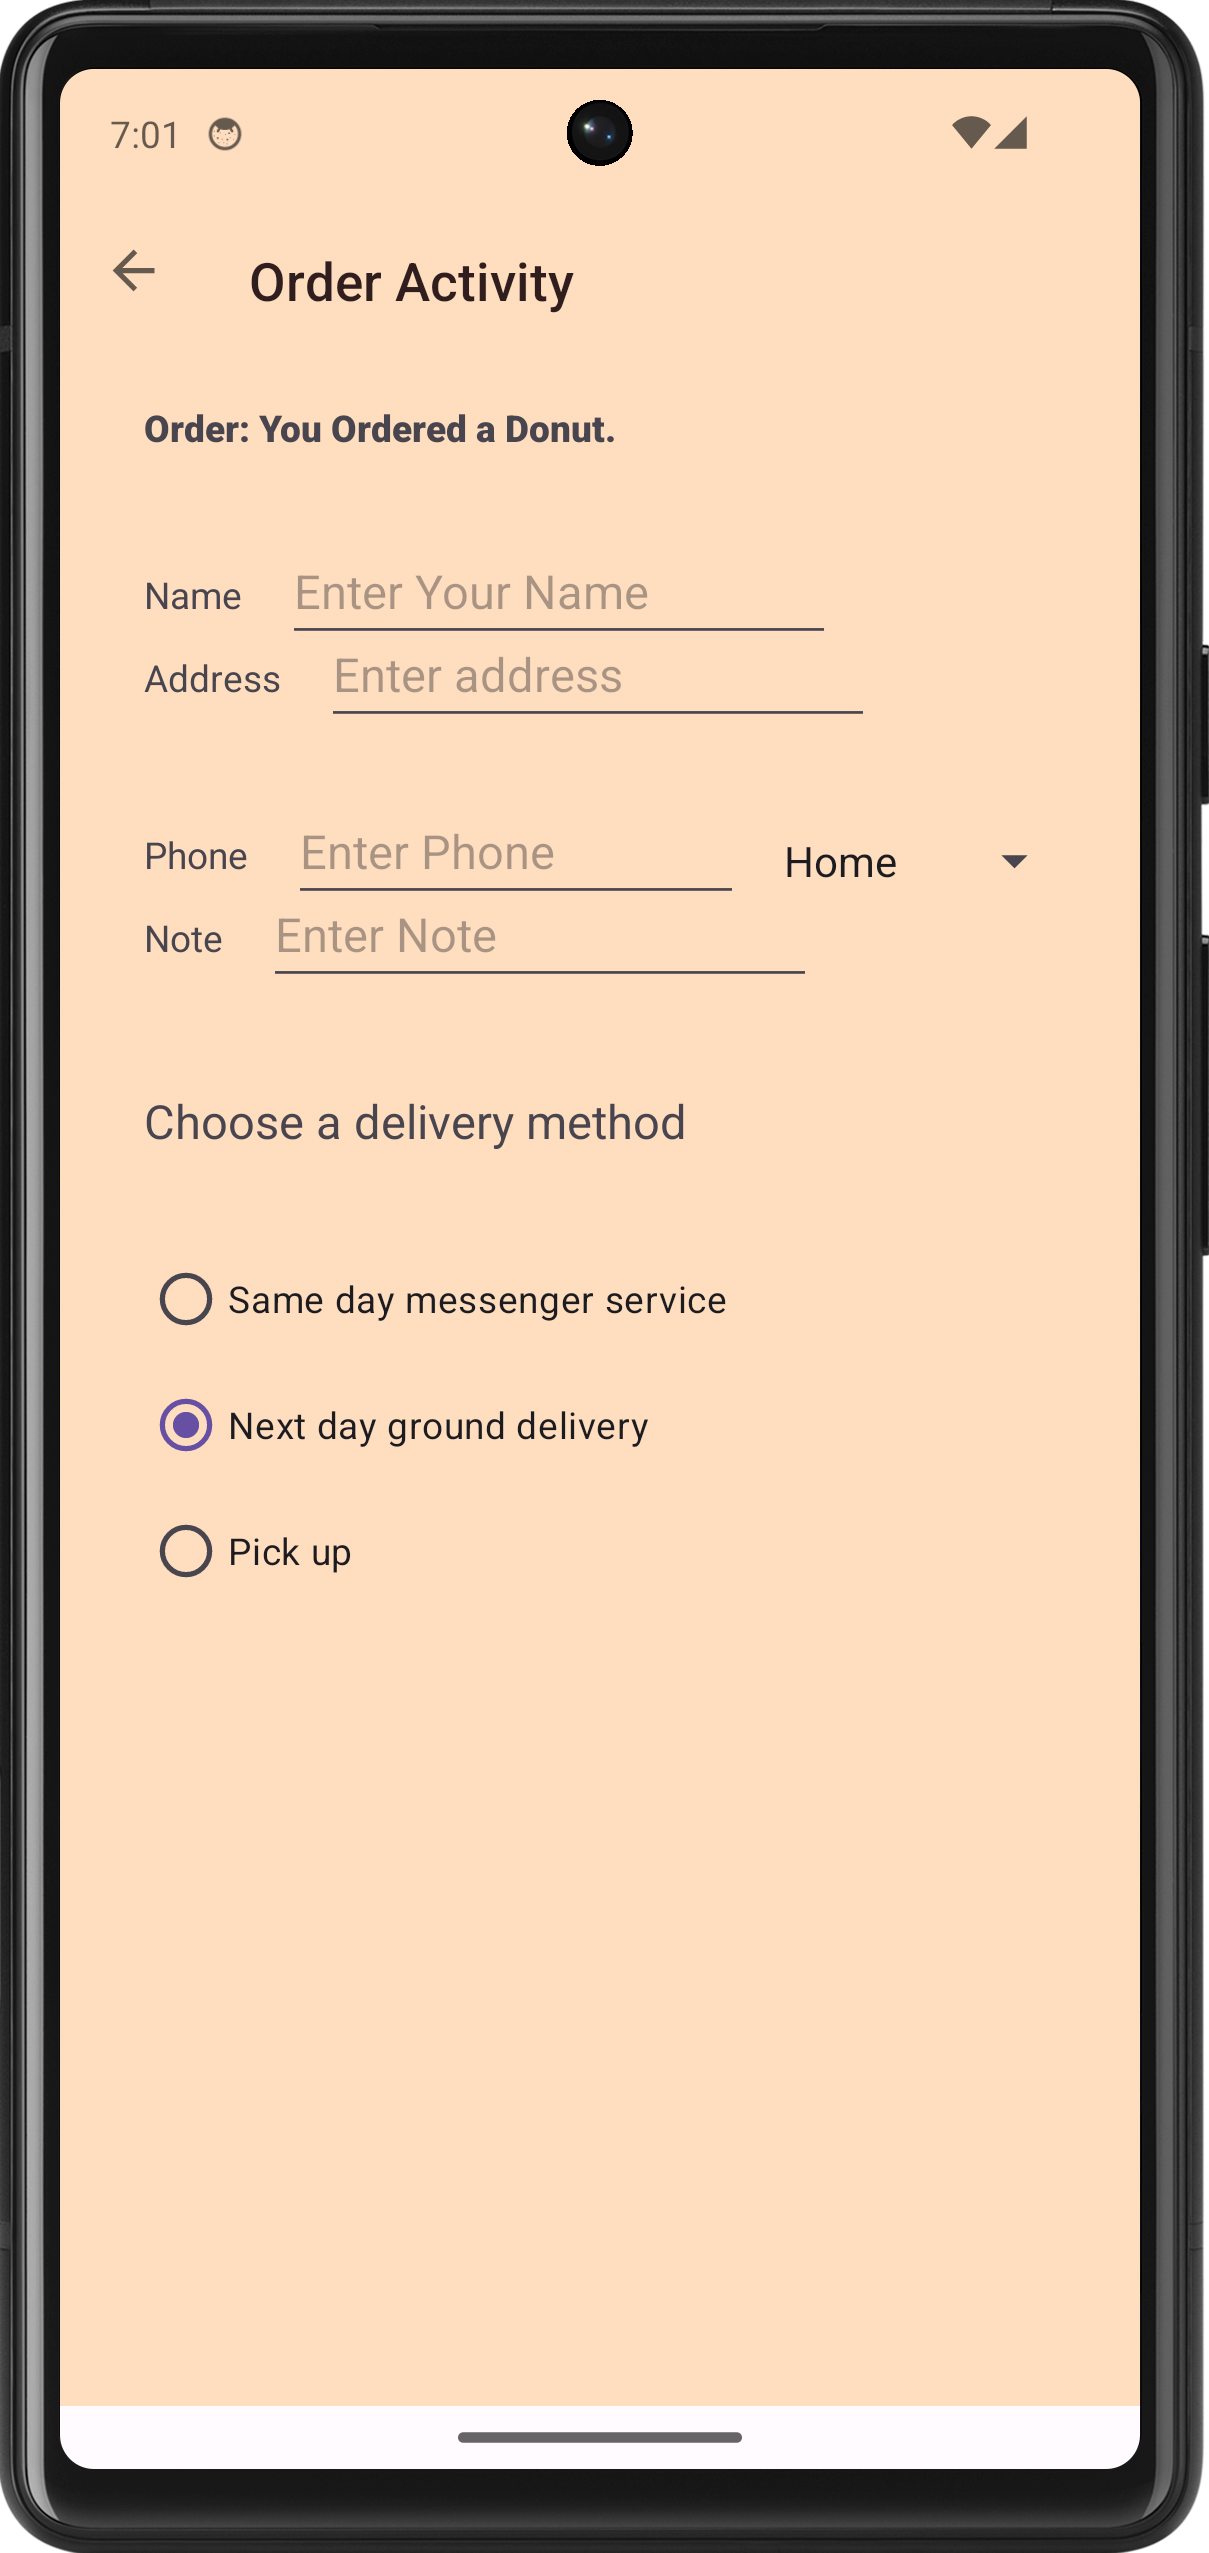 7:01
Order Activity
Order: You Ordered a Donut.
Name Enter Your Name
Address Enter address
Phone Enter Phone Home
Note Enter Note
Choose a delivery method
Same day messenger service
Next day ground delivery
Pick up